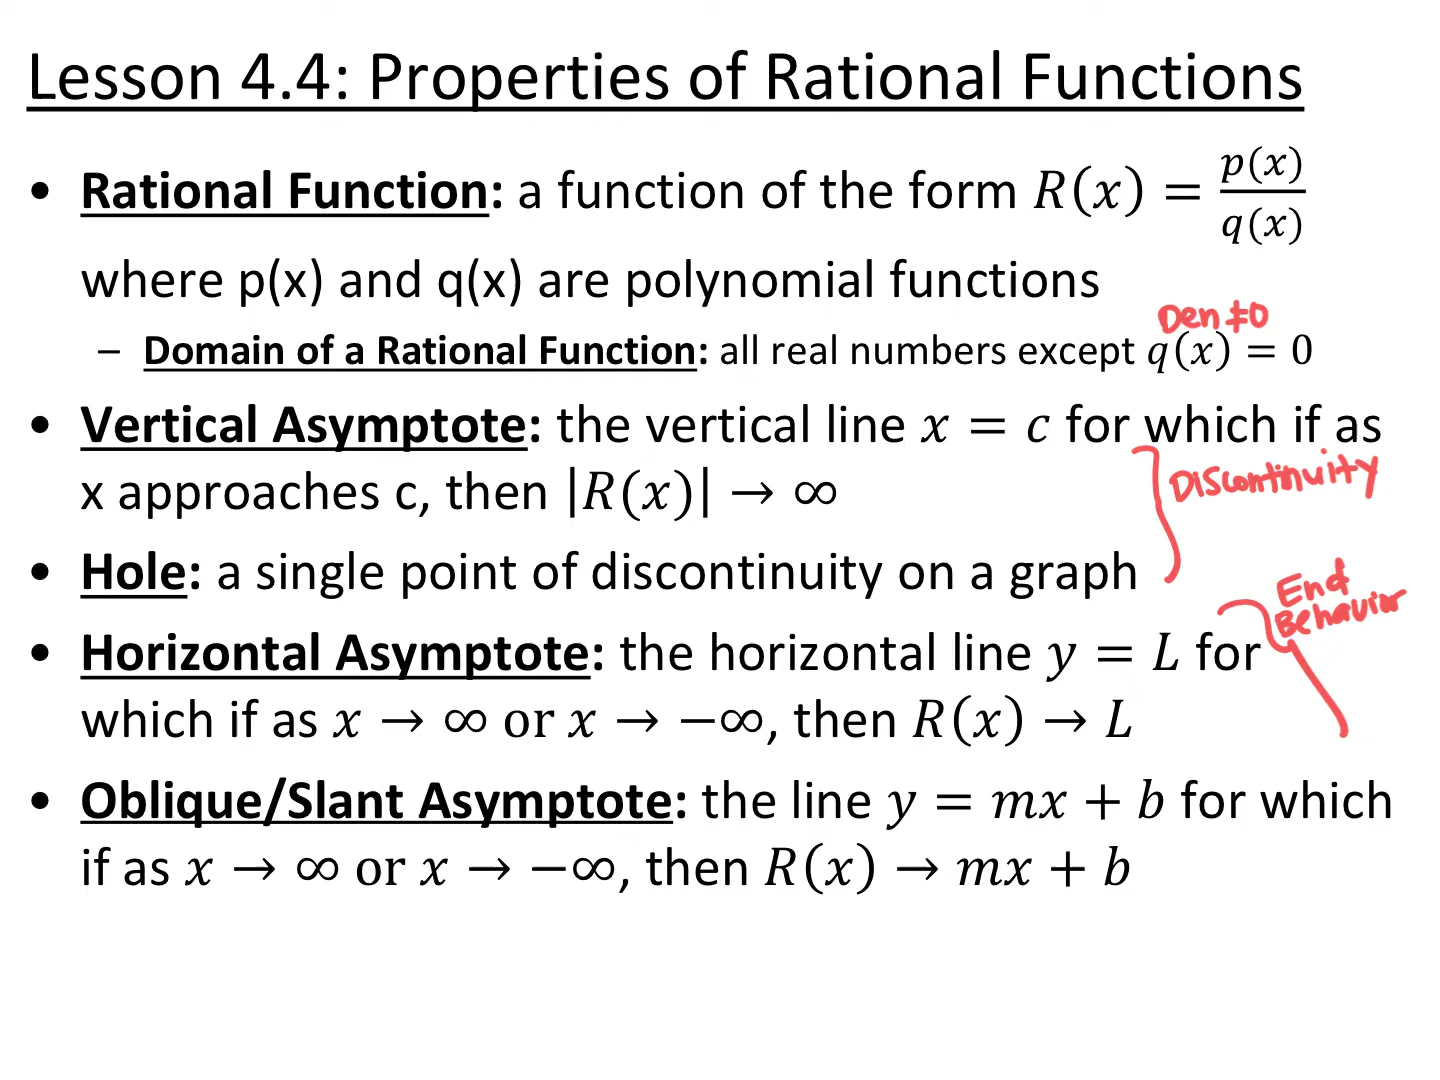 Lesson 4.4: Properties of Rational Functions
• Rational Function: a function of the form R(x) = p(x)/q(x)
where p(x) and q(x) are polynomial functions
Den ≠ 0
– Domain of a Rational Function: all real numbers except q(x) = 0
• Vertical Asymptote: the vertical line x = c for which if as
x approaches c, then |R(x)| → ∞
Discontinuity
• Hole: a single point of discontinuity on a graph
End
Behavior
• Horizontal Asymptote: the horizontal line y = L for
which if as x → ∞ or x → −∞, then R(x) → L
• Oblique/Slant Asymptote: the line y = mx + b for which
if as x → ∞ or x → −∞, then R(x) → mx + b